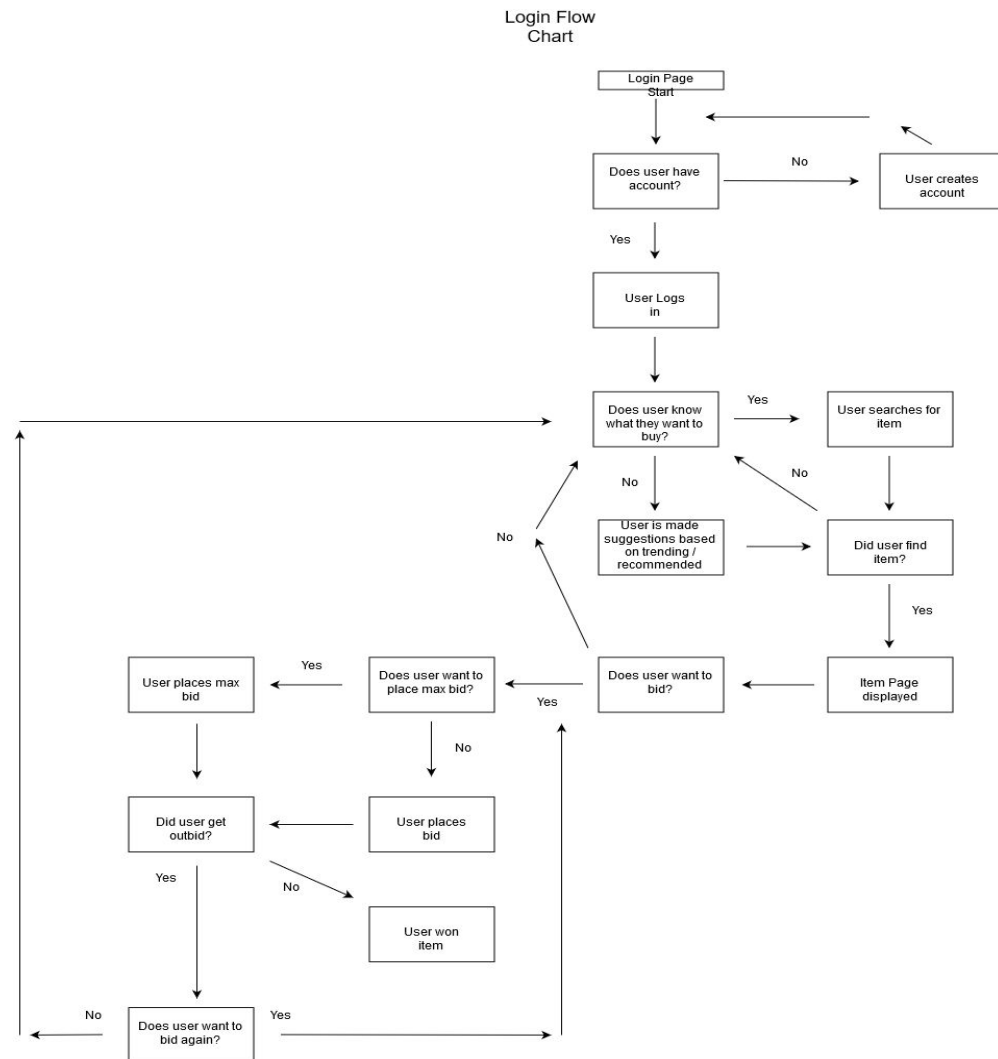 Login Flow
Chart
Login Page
Start
Does user have
account?
No
User creates
account
Yes
User Logs
in
Does user know
what they want to
buy?
Yes
User searches for
item
No
No
User is made
suggestions based
on trending /
recommended
Did user find
item?
No
Yes
User places max
bid
Yes
Does user want to
place max bid?
Yes
Does user want to
bid?
Item Page
displayed
No
Did user get
outbid?
User places
bid
Yes
No
User won
item
No
Does user want to
bid again?
Yes